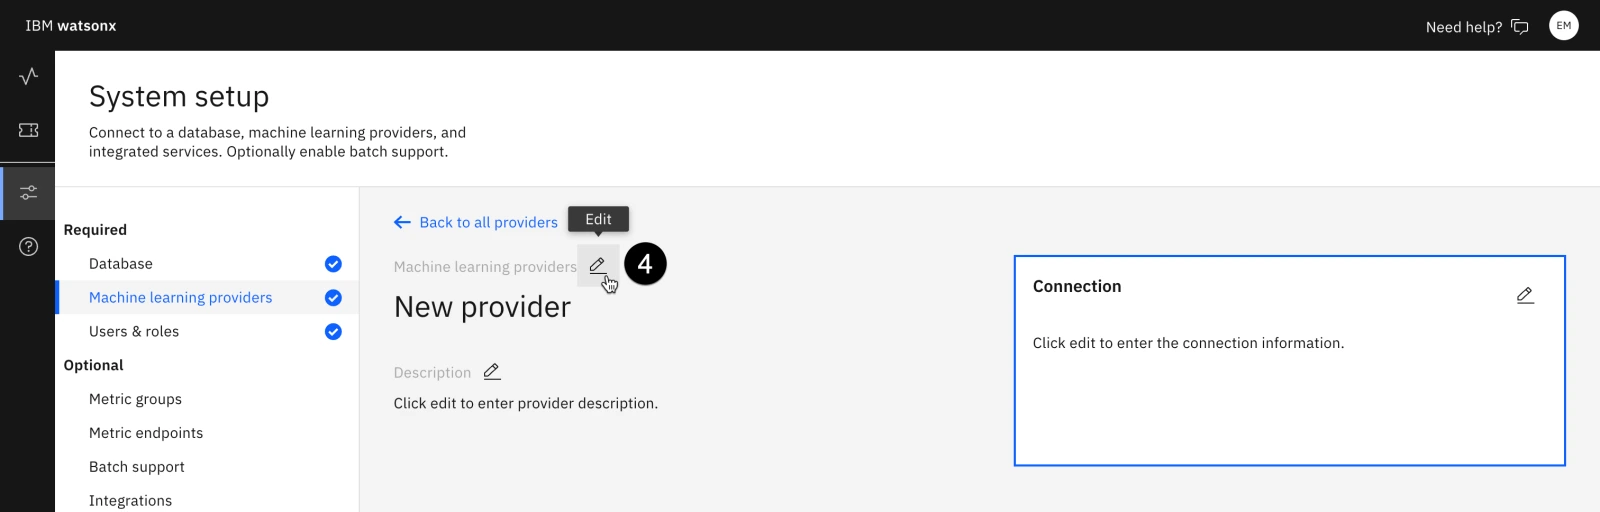 IBM watsonx
Need help?
EM
System setup
Connect to a database, machine learning providers, and
integrated services. Optionally enable batch support.
Required
Database
Machine learning providers
Users & roles
Optional
Metric groups
Metric endpoints
Batch support
Integrations
Back to all providers
Edit
Machine learning providers
4
New provider
Description
Click edit to enter provider description.
Connection
Click edit to enter the connection information.